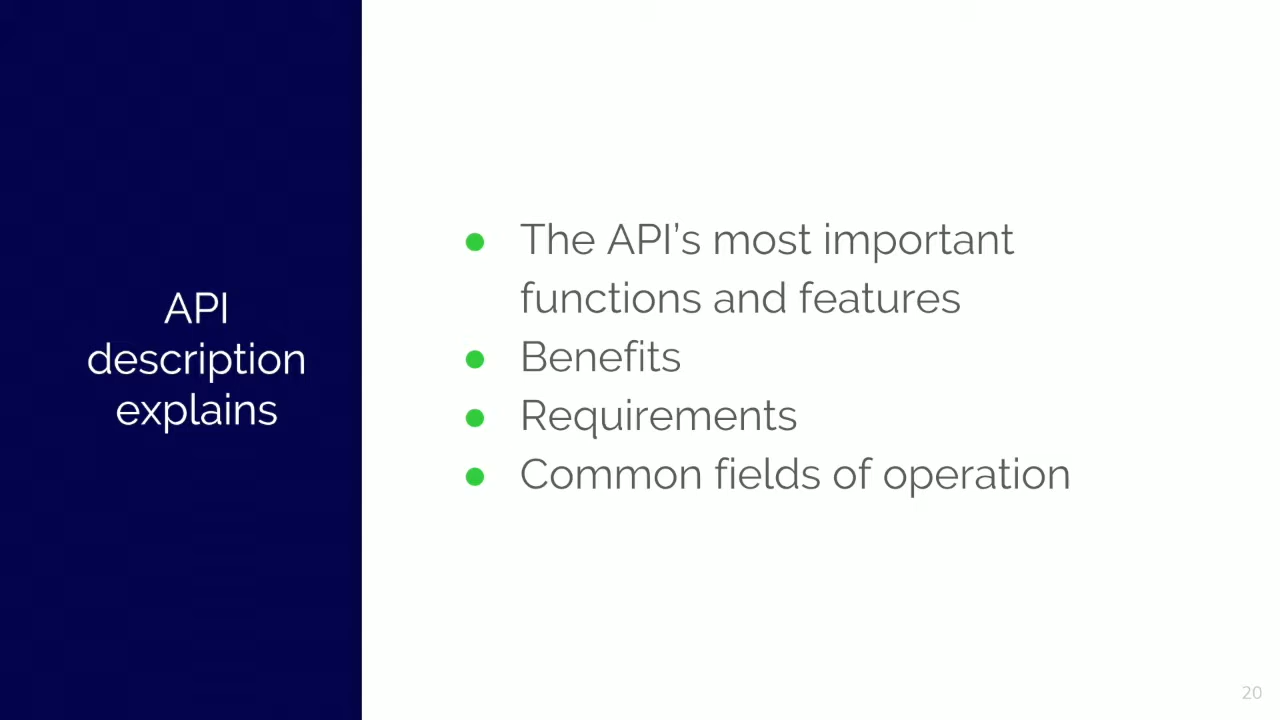 API
description
explains
● The API’s most important
functions and features
● Benefits
● Requirements
● Common fields of operation
20